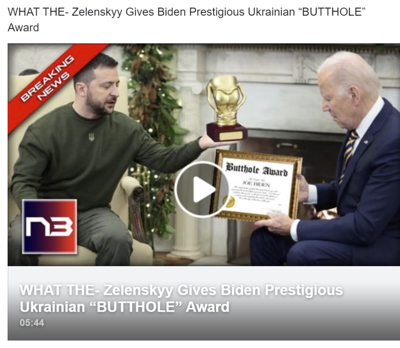 WHAT THE- Zelenskyy Gives Biden Prestigious Ukrainian “BUTTHOLE”
Award
BREAKING
NEWS
Butthole Award
JOE BIDEN
N3
WHAT THE- Zelenskyy Gives Biden Prestigious
Ukrainian “BUTTHOLE” Award
05:44